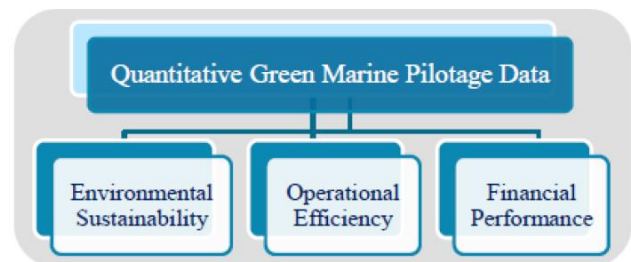 Quantitative Green Marine Pilotage Data
Environmental
Sustainability
Operational
Efficiency
Financial
Performance